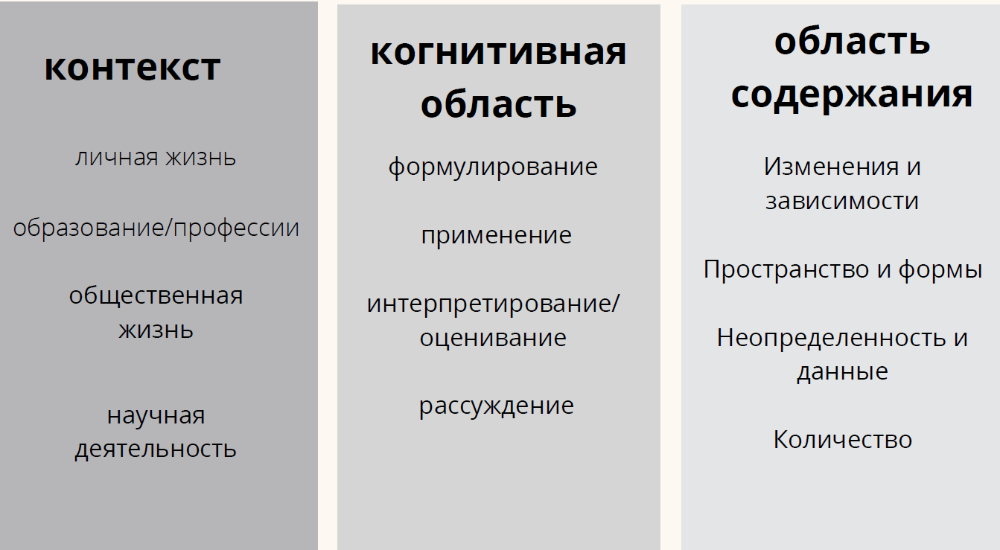 контекст
личная жизнь
образование/профессии
общественная
жизнь
научная
деятельность
когнитивная
область
формулирование
применение
интерпретирование/
оценивание
рассуждение
область
содержания
Изменения и
зависимости
Пространство и формы
Неопределенность и
данные
Количество